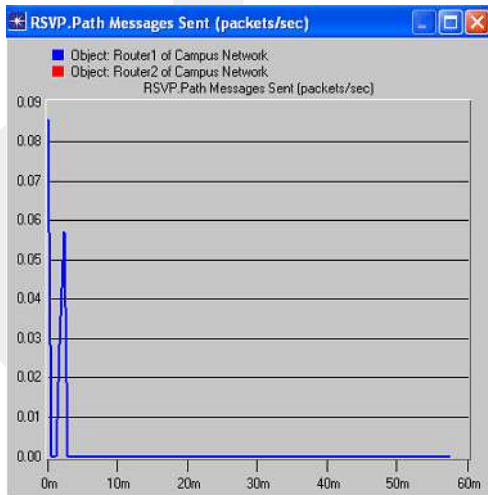 RSVP.Path Messages Sent (packets/sec)
Object: Router1 of Campus Network
Object: Router2 of Campus Network
RSVP.Path Messages Sent (packets/sec)
0.09
0.08
0.07
0.06
0.05
0.04
0.03
0.02
0.01
0.00
0m 10m 20m 30m 40m 50m 60m